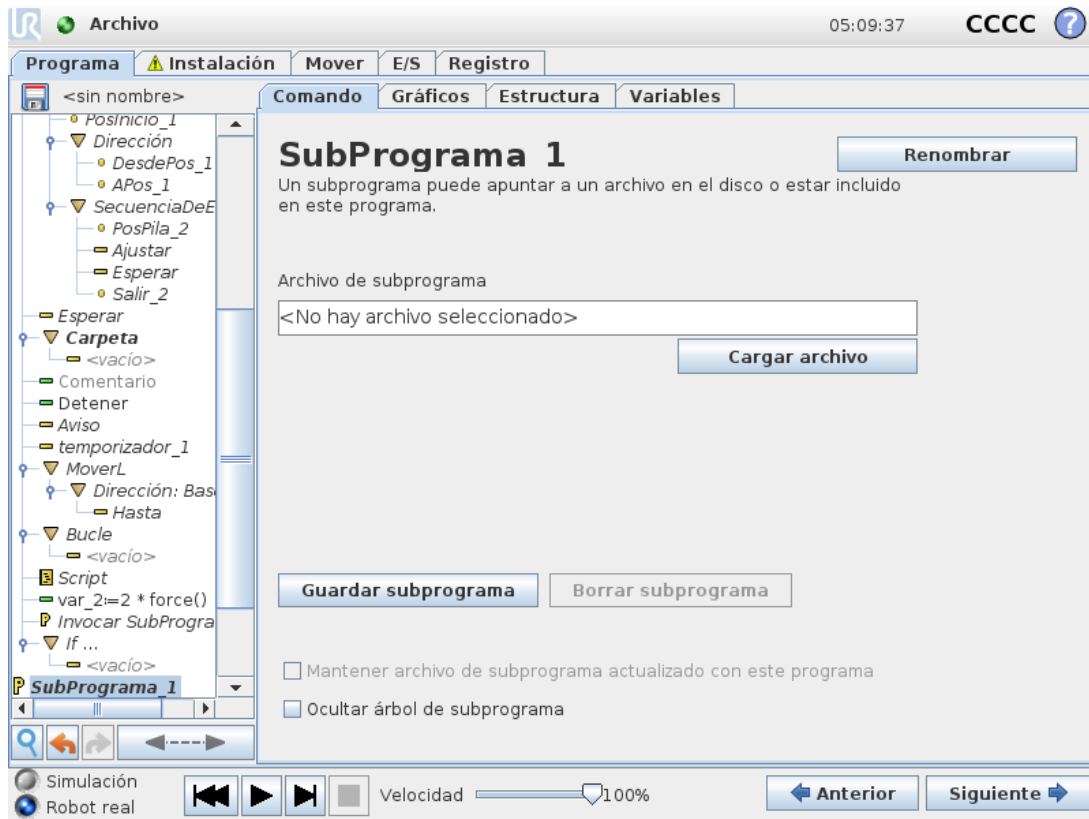 UR Archivo 05:09:37 CCCC ?
Programa Instalación Mover E/S Registro
<sin nombre> Comando Gráficos Estructura Variables
PosInicio_1
Dirección
DesdePos_1
APos_1
SecuenciaDeE
PosPila_2
Ajustar
Esperar
Salir_2
Esperar
Carpeta
<vacío>
Comentario
Detener
Aviso
temporizador_1
MoverL
Dirección: Bas
Hasta
Bucle
<vacío>
Script
var_2:=2 * force()
Invocar SubProgra
If ...
<vacío>
SubPrograma_1
SubPrograma 1
Renombrar
Un subprograma puede apuntar a un archivo en el disco o estar incluido
en este programa.
Archivo de subprograma
<No hay archivo seleccionado>
Cargar archivo
Guardar subprograma Borrar subprograma
Mantener archivo de subprograma actualizado con este programa
Ocultar árbol de subprograma
Simulación
Robot real
Velocidad 100%
Anterior Siguiente